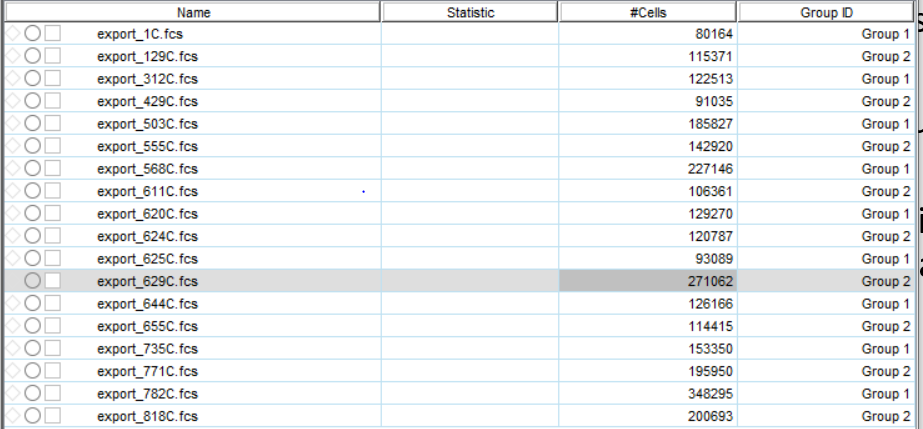 Name Statistic #Cells Group ID
export_1C.fcs 80164 Group 1
export_129C.fcs 115371 Group 2
export_312C.fcs 122513 Group 1
export_429C.fcs 91035 Group 2
export_503C.fcs 185827 Group 1
export_555C.fcs 142920 Group 2
export_568C.fcs 227146 Group 1
export_611C.fcs 106361 Group 2
export_620C.fcs 129270 Group 1
export_624C.fcs 120787 Group 2
export_625C.fcs 93089 Group 1
export_629C.fcs 271062 Group 2
export_644C.fcs 126166 Group 1
export_655C.fcs 114415 Group 2
export_735C.fcs 153350 Group 1
export_771C.fcs 195950 Group 2
export_782C.fcs 348295 Group 1
export_818C.fcs 200693 Group 2